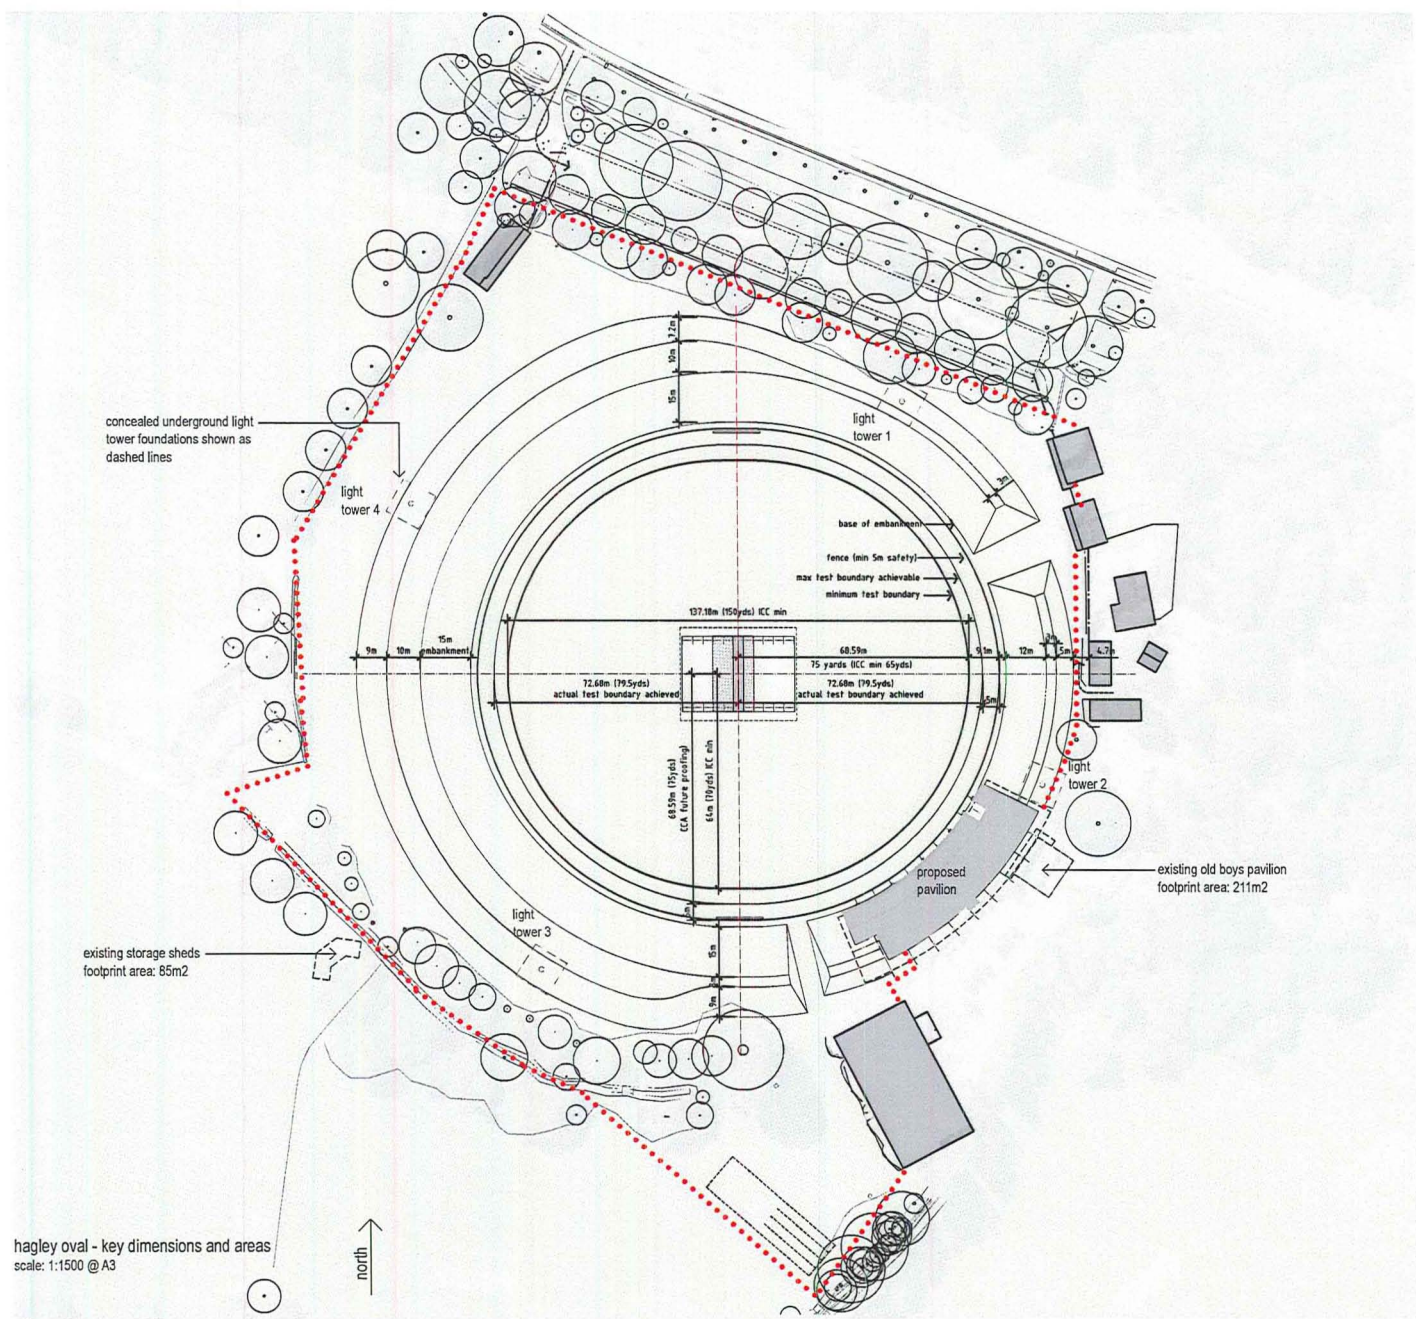 7.2m
10m
15m
concealed underground light
tower foundations shown as
dashed lines
light
tower 1
light
tower 4
C
C
3m
base of embankment
fence (min 5m safety)
max test boundary achievable
minimum test boundary
137.18m (150yds) ICC min
9m
10m
15m
embankment
68.59m
75 yards (ICC min 65yds)
9.1m
12m
3m
5m
4.7m
72.68m (79.5yds)
actual test boundary achieved
72.68m (79.5yds)
actual test boundary achieved
5m
68.59m (75yds)
CCA future proofing)
64m (70yds) ICC min
light
tower 2
C
proposed
pavilion
existing old boys pavilion
footprint area: 211m2
light
tower 3
C
15m
9m
existing storage sheds
footprint area: 85m2
north
hagley oval - key dimensions and areas
scale: 1:1500 @ A3